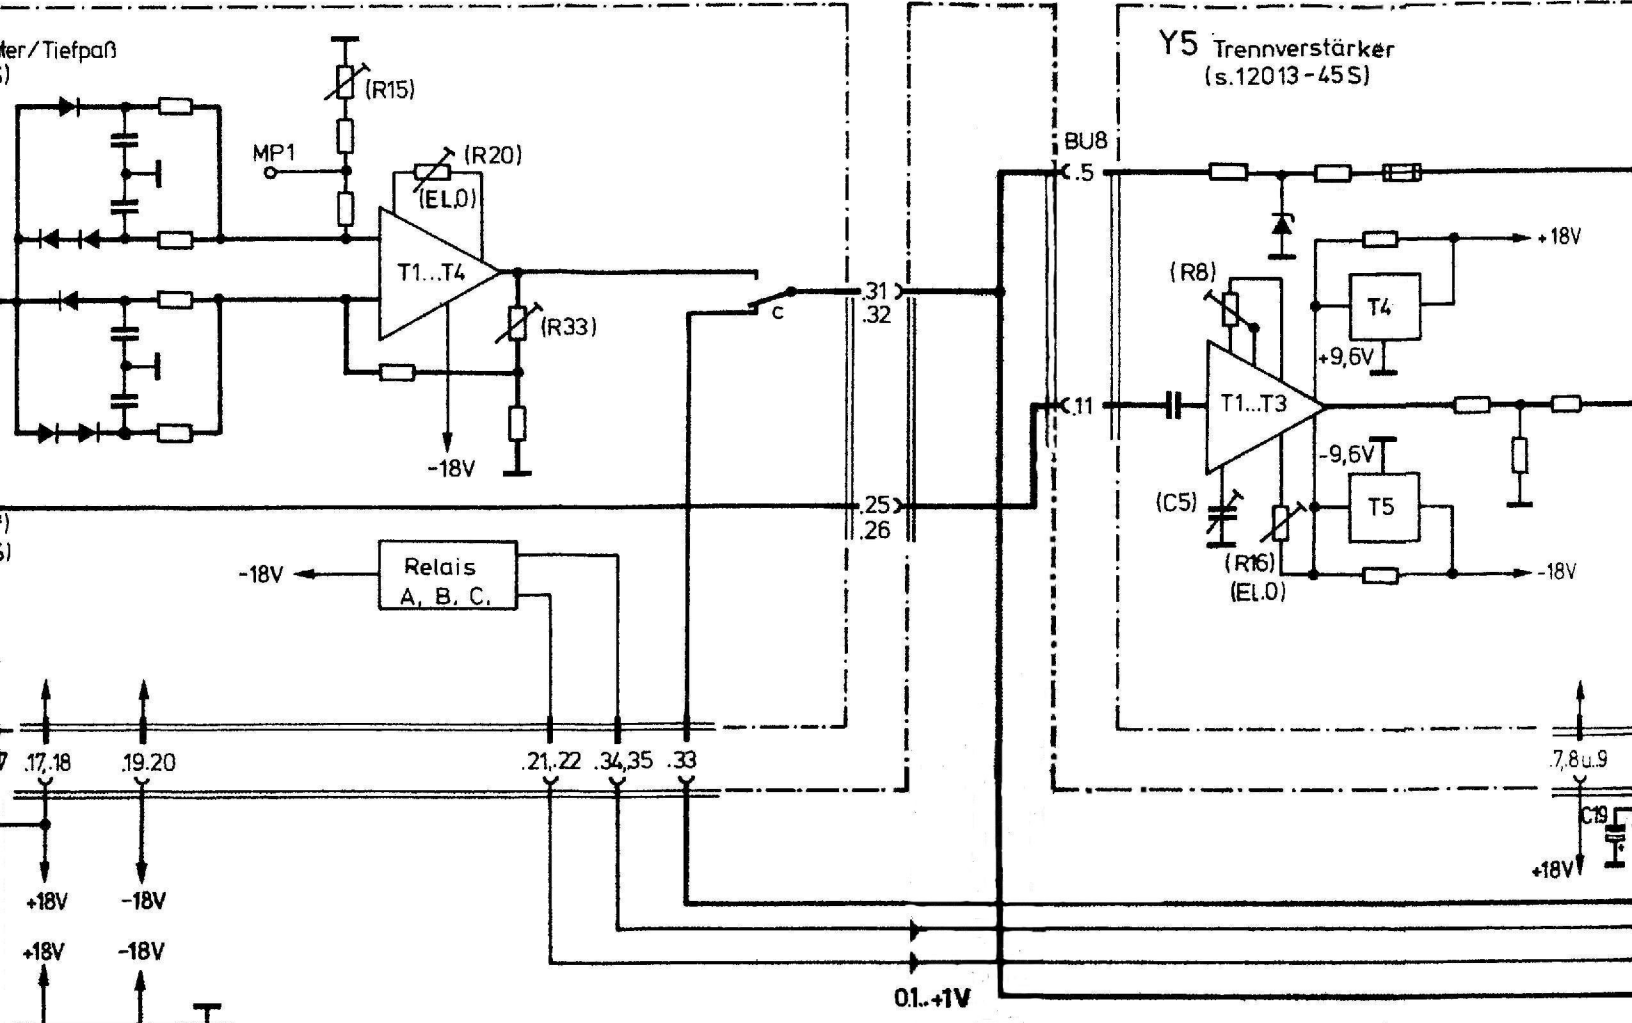 ter/Tiefpaß
Y5 Trennverstärker
(s.12013-45S)
(R15)
MP1
(R20)
(EL.0)
T1...T4
(R33)
-18V
c
.31
.32
BU8
.5
.11
.25
.26
(R8)
T1...T3
T4
+18V
+9,6V
-9,6V
T5
(C5)
(R16)
(EL.0)
-18V
-18V
Relais
A, B. C.
.17,.18
.19.20
.21,.22
.34,35
.33
.7,.8u.9
C19
+18V
+18V
-18V
+18V
-18V
0.1..+1V